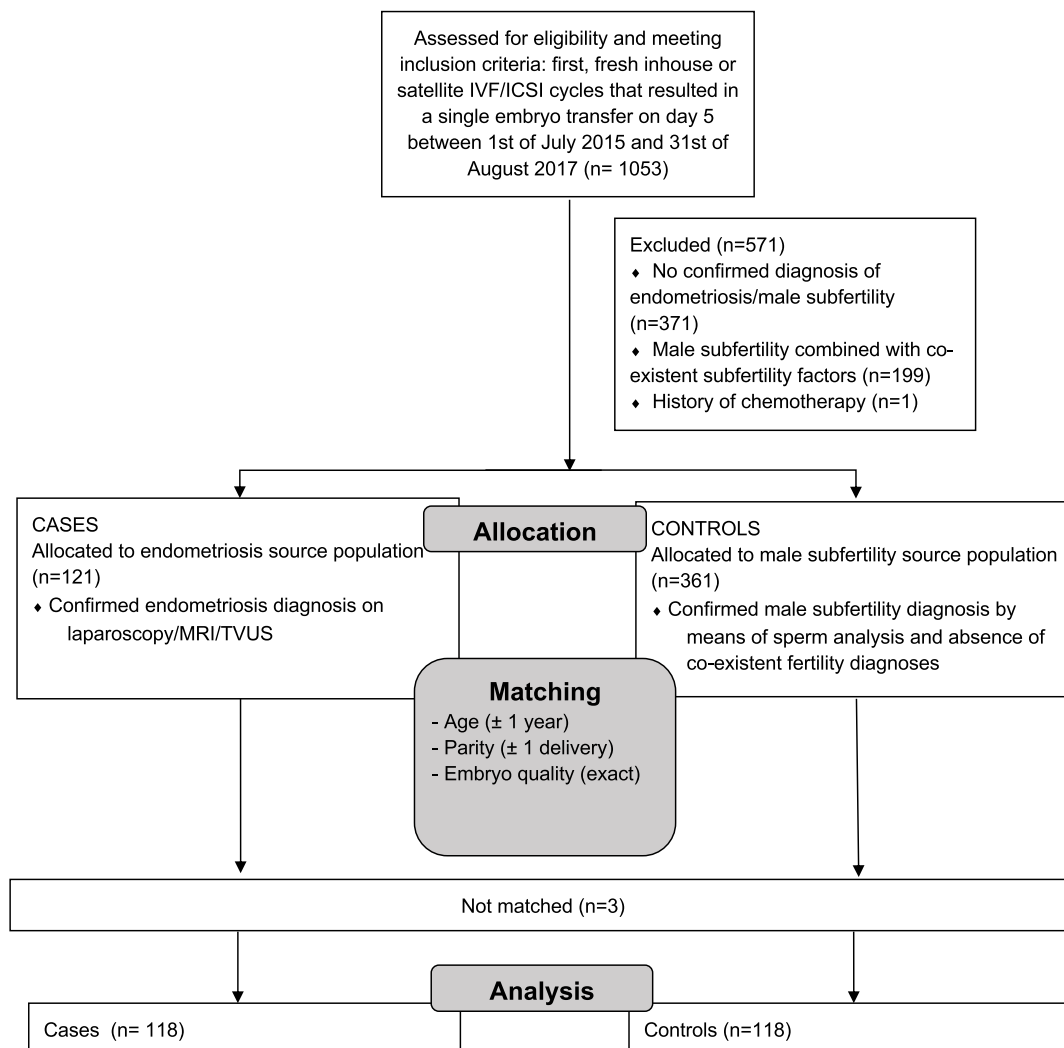 Assessed for eligibility and meeting
inclusion criteria: first, fresh inhouse or
satellite IVF/ICSI cycles that resulted in
a single embryo transfer on day 5
between 1st of July 2015 and 31st of
August 2017 (n= 1053)
Excluded (n=571)
♦ No confirmed diagnosis of
endometriosis/male subfertility
(n=371)
♦ Male subfertility combined with co-
existent subfertility factors (n=199)
♦ History of chemotherapy (n=1)
CASES
Allocated to endometriosis source population
(n=121)
♦ Confirmed endometriosis diagnosis on
laparoscopy/MRI/TVUS
Allocation
CONTROLS
Allocated to male subfertility source population
(n=361)
♦ Confirmed male subfertility diagnosis by
means of sperm analysis and absence of
co-existent fertility diagnoses
Matching
- Age (± 1 year)
- Parity (± 1 delivery)
- Embryo quality (exact)
Not matched (n=3)
Analysis
Cases (n= 118)
Controls (n=118)